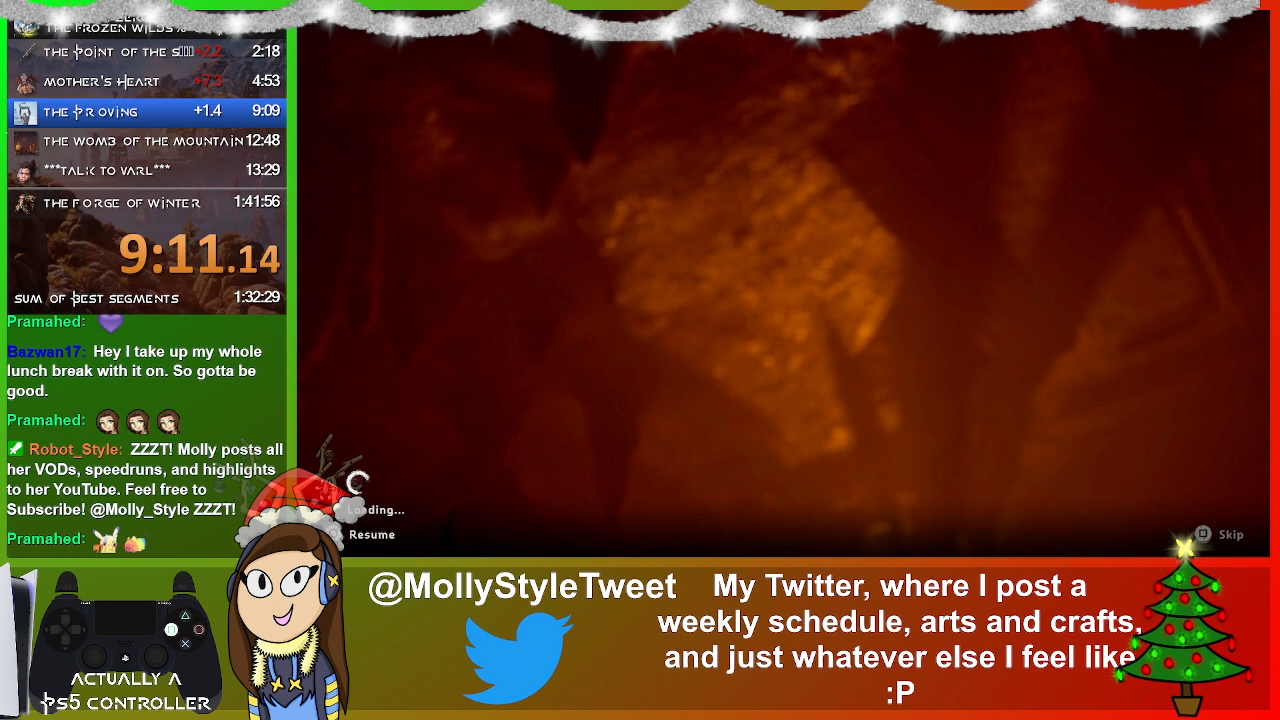 THE FROZEN WILDS%
THE POINT OF THE S +2.2 2:18
MOTHER'S HEART +7.3 4:53
THE PROVING +1.4 9:09
THE WOMB OF THE MOUNTAIN 12:48
***TALK TO VARL*** 13:29
THE FORGE OF WINTER 1:41:56
9:11.14
SUM OF BEST SEGMENTS 1:32:29
Pramahed:
Bazwan17: Hey I take up my whole
lunch break with it on. So gotta be
good.
Pramahed:
Robot_Style: ZZZT! Molly posts all
her VODs, speedruns, and highlights
to her YouTube. Feel free to
Subscribe! @Molly_Style ZZZT!
Pramahed:
Loading...
Resume
Skip
ACTUALLY A
PS5 CONTROLLER
@MollyStyleTweet
My Twitter, where I post a
weekly schedule, arts and crafts,
and just whatever else I feel like
:P